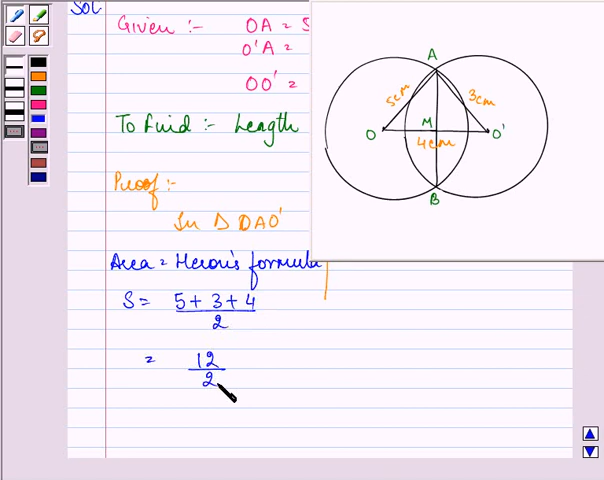 Sol
Given :- OA = 5
O'A =
OO' =
To find :- Length
Proof :-
In Δ OAO'
Area = Heron's formula
S = 5 + 3 + 4
2
= 12
2
A
5cm
3cm
O
M
O'
4cm
B